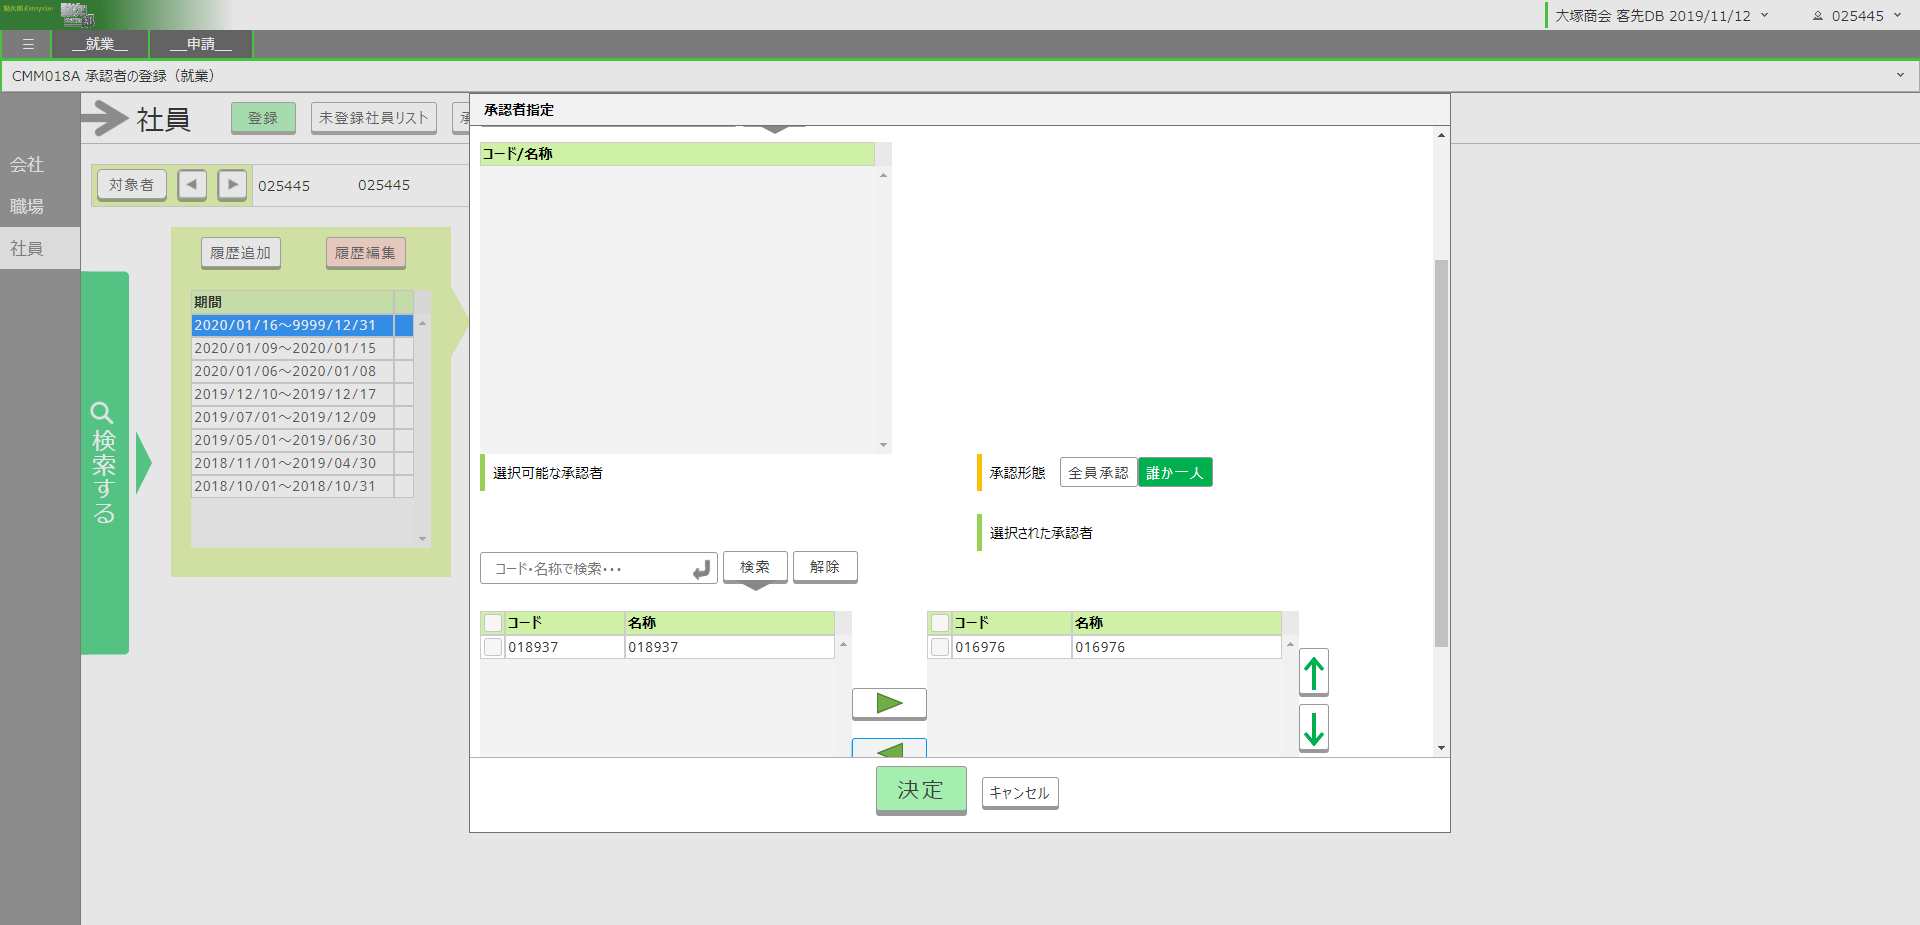 勤次郎 Enterprise
大塚商会 客先DB 2019/11/12
025445
☰
__就業__
__申請__
CMM018A 承認者の登録（就業）
会社
職場
社員
社員
登録
未登録社員リスト
対象者
◀
▶
025445
025445
履歴追加
履歴編集
期間
2020/01/16～9999/12/31
2020/01/09～2020/01/15
2020/01/06～2020/01/08
2019/12/10～2019/12/17
2019/07/01～2019/12/09
2019/05/01～2019/06/30
2018/11/01～2019/04/30
2018/10/01～2018/10/31
検索する
承認者指定
コード/名称
選択可能な承認者
承認形態
全員承認
誰か一人
選択された承認者
コード・名称で検索・・・
検索
解除
コード
名称
018937
018937
コード
名称
016976
016976
決定
キャンセル